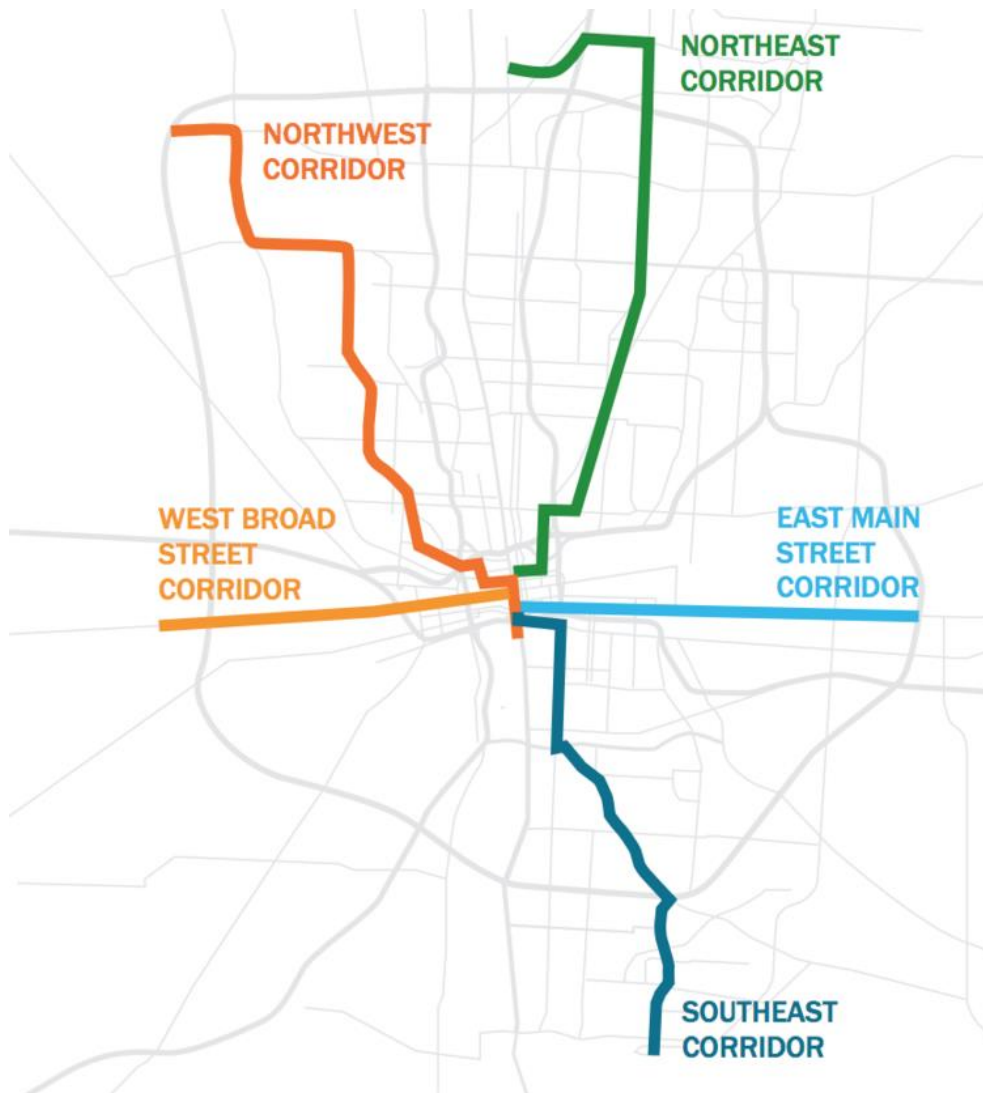 NORTHEAST
CORRIDOR
NORTHWEST
CORRIDOR
WEST BROAD
STREET
CORRIDOR
EAST MAIN
STREET
CORRIDOR
SOUTHEAST
CORRIDOR